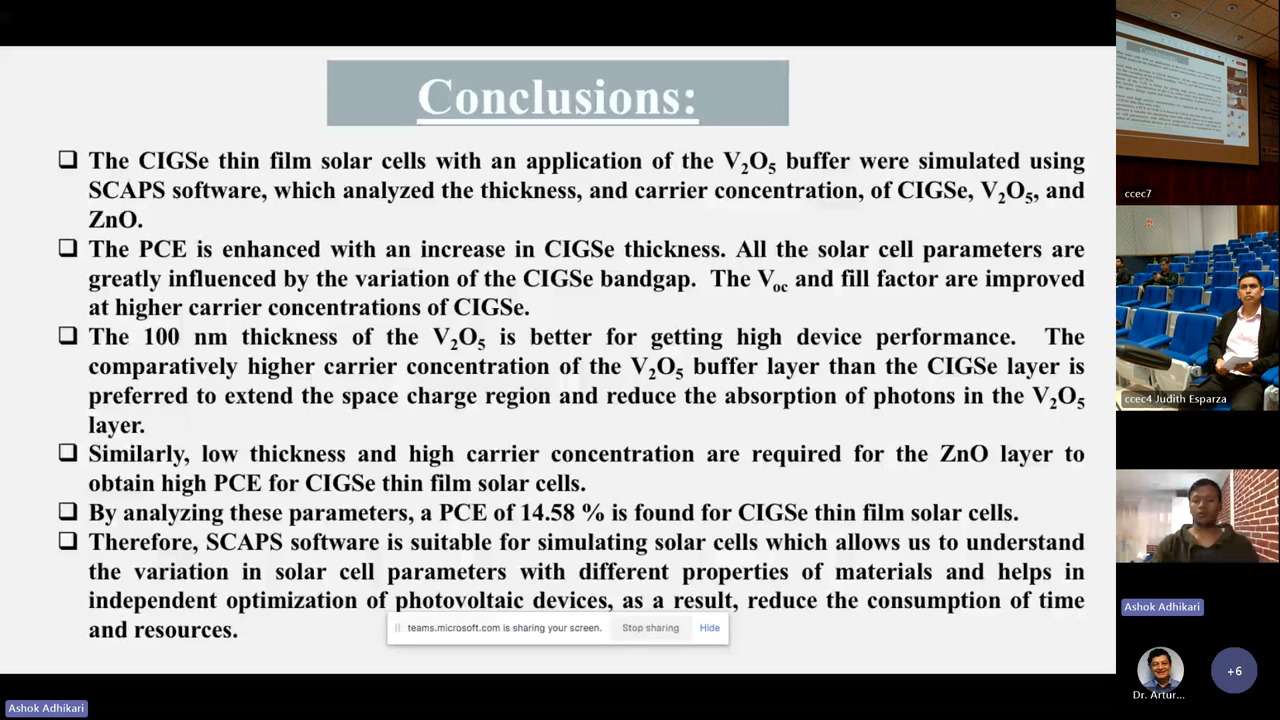 Conclusions:
❑ The CIGSe thin film solar cells with an application of the V₂O₅ buffer were simulated using
SCAPS software, which analyzed the thickness, and carrier concentration, of CIGSe, V₂O₅, and
ZnO.
❑ The PCE is enhanced with an increase in CIGSe thickness. All the solar cell parameters are
greatly influenced by the variation of the CIGSe bandgap. The Voc and fill factor are improved
at higher carrier concentrations of CIGSe.
❑ The 100 nm thickness of the V₂O₅ is better for getting high device performance. The
comparatively higher carrier concentration of the V₂O₅ buffer layer than the CIGSe layer is
preferred to extend the space charge region and reduce the absorption of photons in the V₂O₅
layer.
❑ Similarly, low thickness and high carrier concentration are required for the ZnO layer to
obtain high PCE for CIGSe thin film solar cells.
❑ By analyzing these parameters, a PCE of 14.58 % is found for CIGSe thin film solar cells.
❑ Therefore, SCAPS software is suitable for simulating solar cells which allows us to understand
the variation in solar cell parameters with different properties of materials and helps in
independent optimization of photovoltaic devices, as a result, reduce the consumption of time
and resources.
teams.microsoft.com is sharing your screen. Stop sharing Hide
Ashok Adhikari
Conclusions
ccec7
ccec4 Judith Esparza
Ashok Adhikari
Dr. Artur...
+6